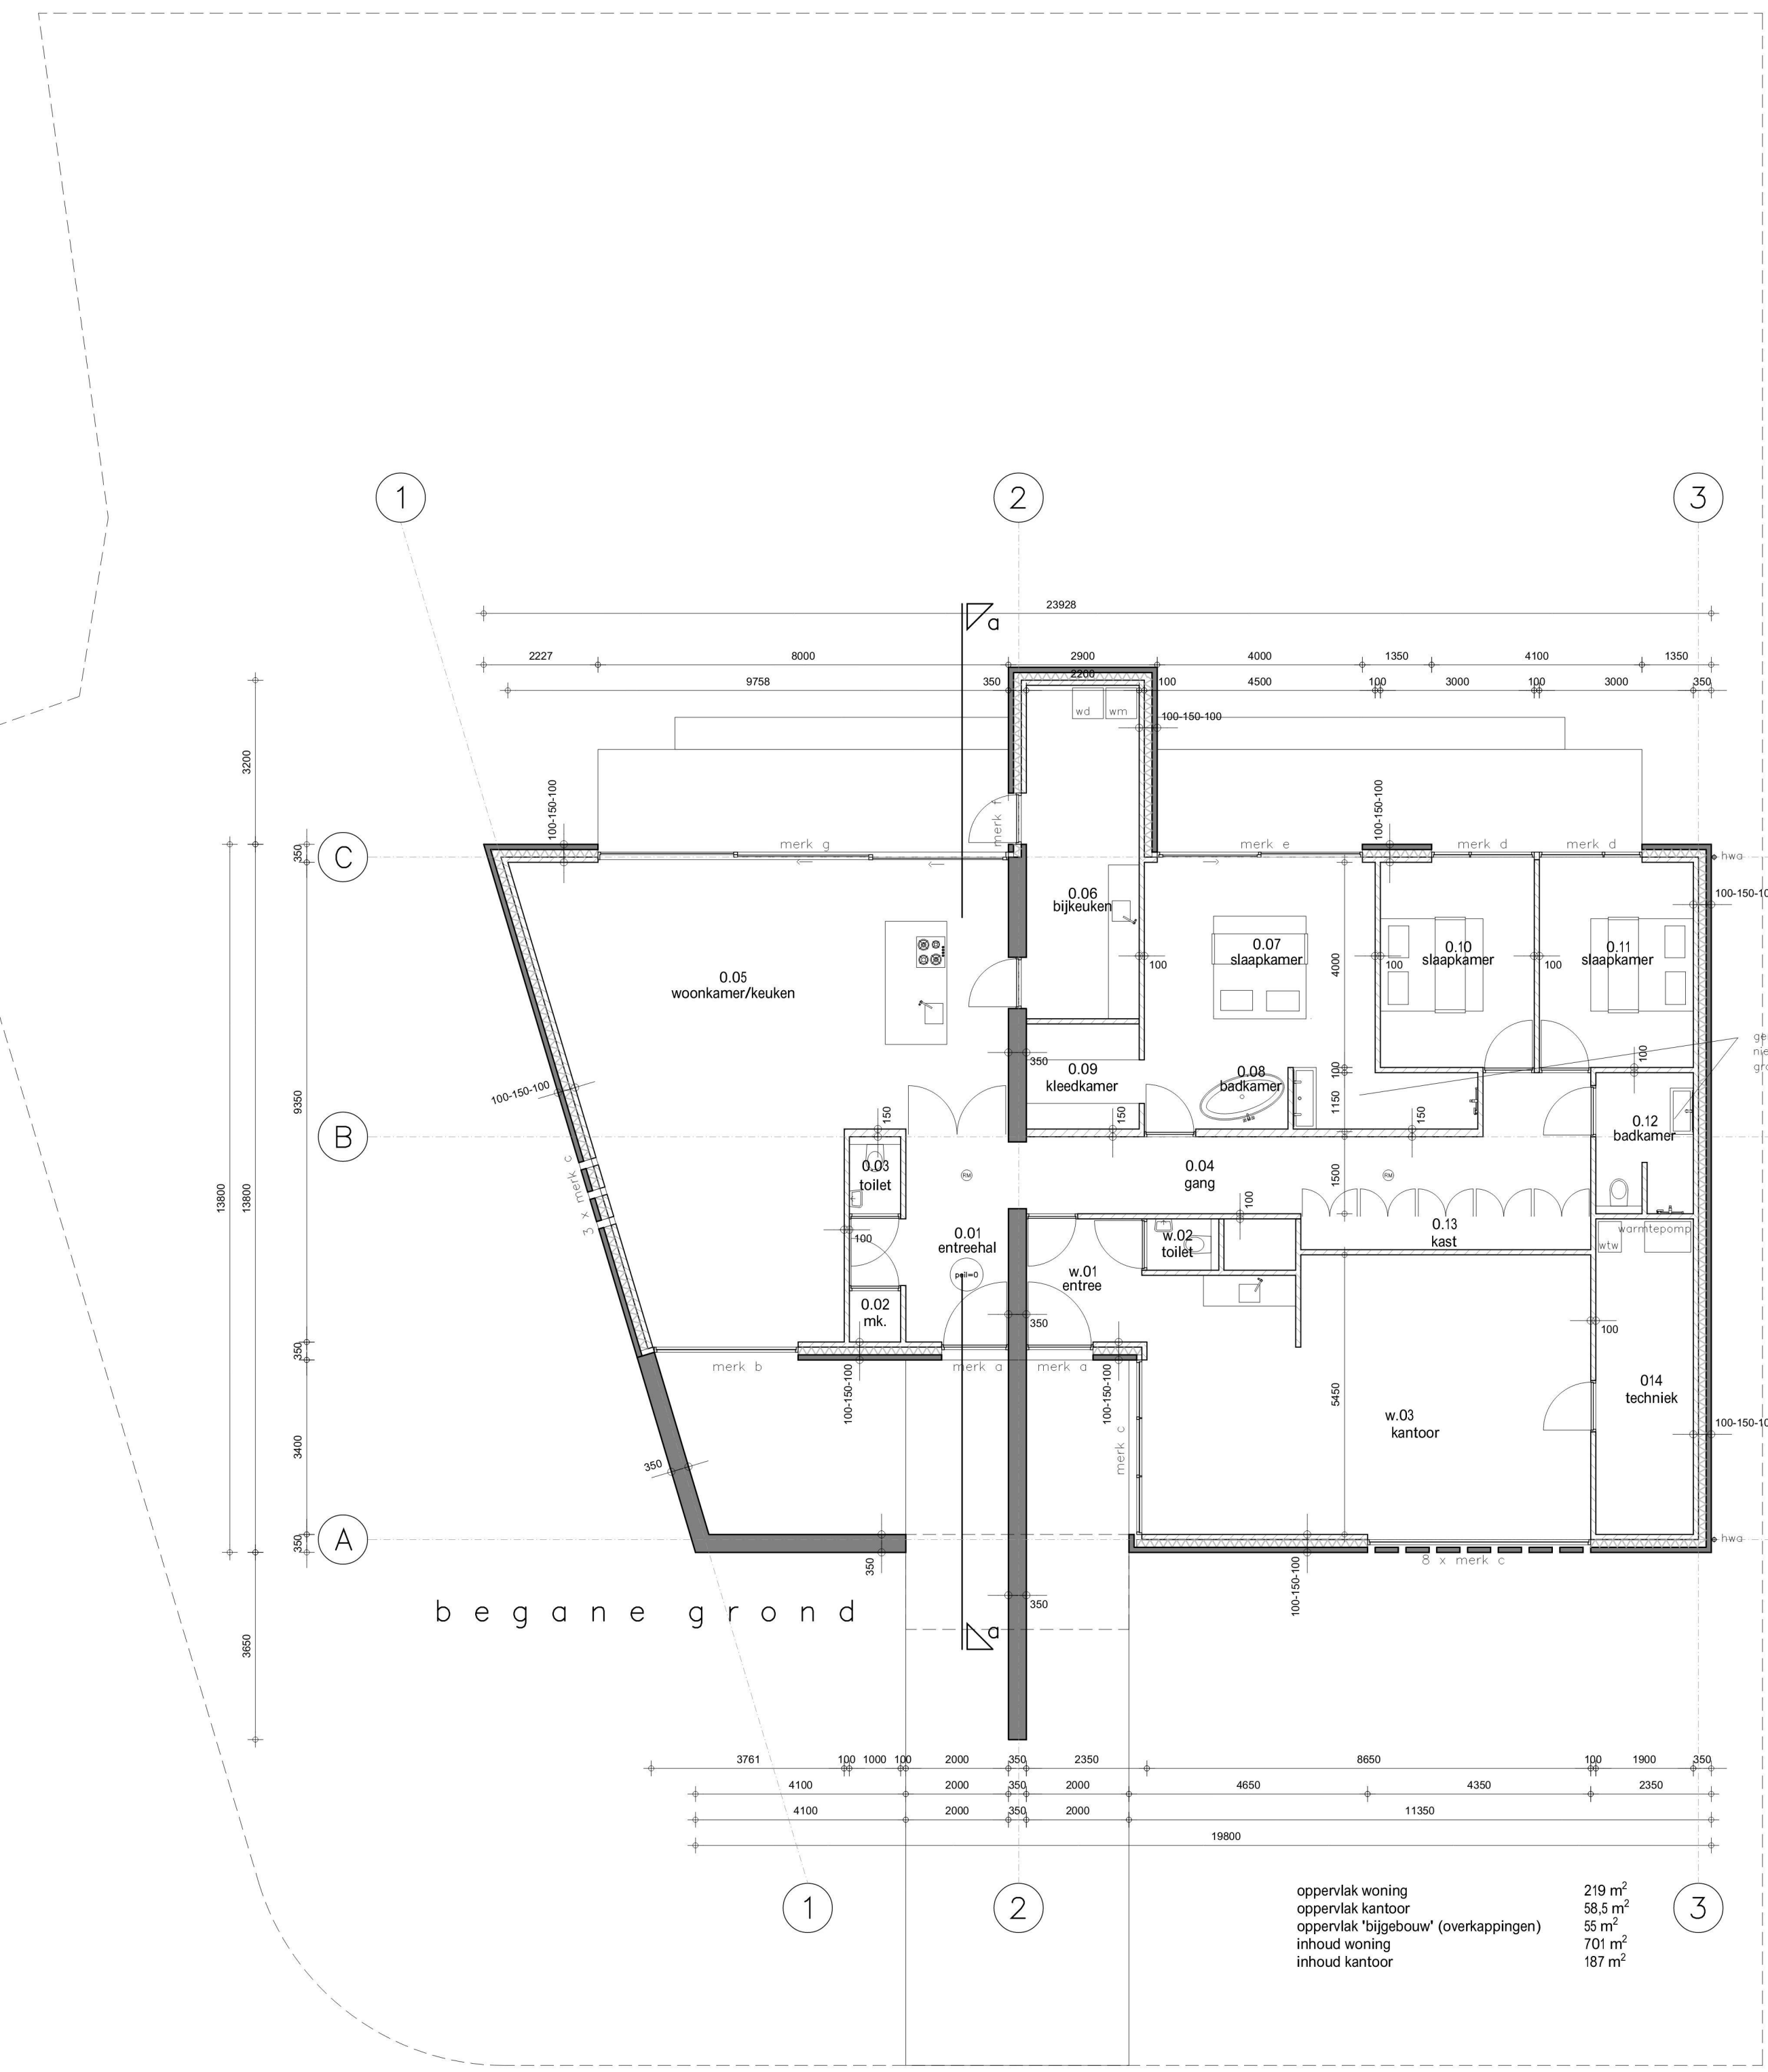 1
2
3
23928
a
2227
8000
2900
4000
1350
4100
1350
9758
350
2200
100
4500
100
3000
100
3000
350
wd
wm
100-150-100
3200
100-150-100
merk f
100-150-100
350
merk g
merk e
merk d
merk d
C
hwa
0.06
bijkeuken
0.07
slaapkamer
0.10
slaapkamer
0.11
slaapkamer
100
4000
100
100
0.05
woonkamer/keuken
350
0.09
kleedkamer
0.08
badkamer
100
100
100-150-100
9350
1150
150
150
150
0.12
badkamer
B
0.03
toilet
RM
0.04
gang
RM
1500
3 x merk c
13800
13800
100
100
0.01
entreehal
w.02
toilet
0.13
kast
warmtepomp
wtw
peil=0
w.01
entree
0.02
mk.
350
100
350
merk b
merk a
merk a
100-150-100
100-150-100
5450
014
techniek
w.03
kantoor
merk c
3400
350
A
350
350
hwa
8 x merk c
100-150-100
350
begane grond
a
3650
3761
100
1000
100
2000
350
2350
8650
100
1900
350
4100
2000
350
2000
4650
4350
2350
4100
2000
350
2000
11350
19800
oppervlak woning 219 m²
oppervlak kantoor 58,5 m²
oppervlak 'bijgebouw' (overkappingen) 55 m²
inhoud woning 701 m²
inhoud kantoor 187 m²
1
2
3